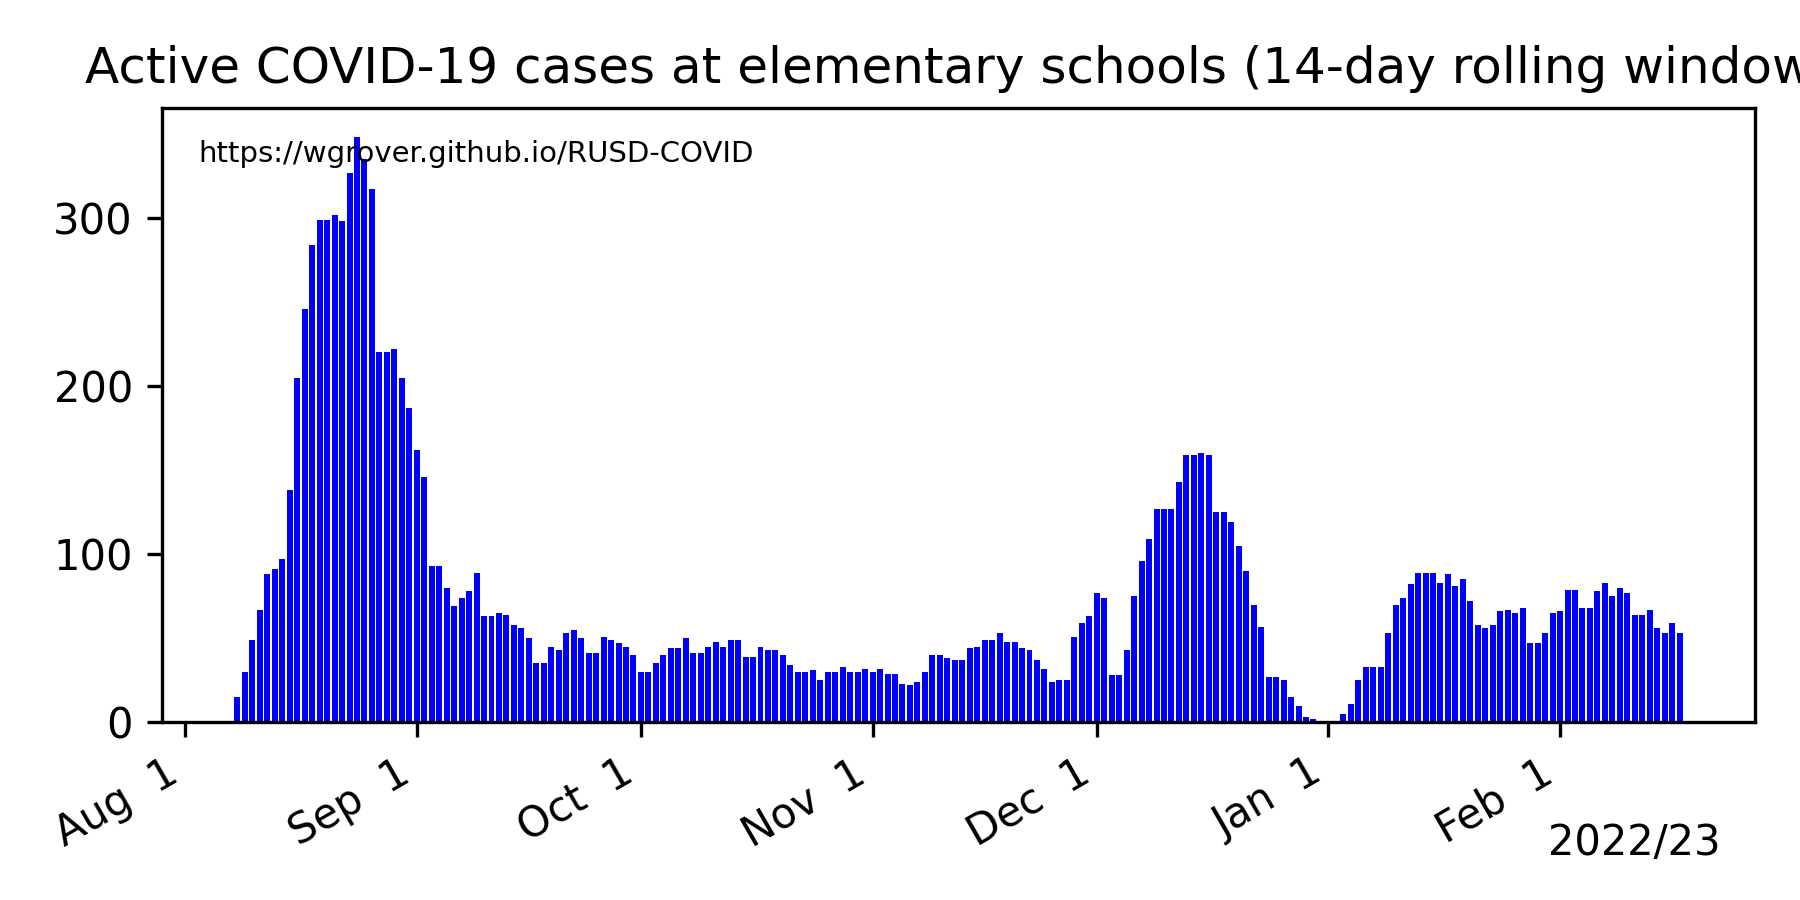 Active COVID-19 cases at elementary schools (14-day rolling window
https://wgrover.github.io/RUSD-COVID
300
200
100
0
Aug 1
Sep 1
Oct 1
Nov 1
Dec 1
Jan 1
Feb 1
2022/23